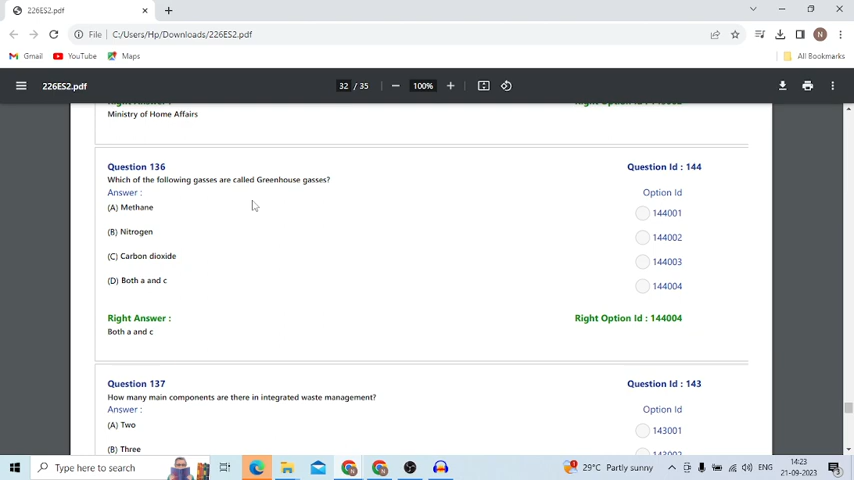 226ES2.pdf
File C:/Users/Hp/Downloads/226ES2.pdf
N
Gmail YouTube Maps All Bookmarks
226ES2.pdf 32 / 35 100%
Ministry of Home Affairs
Question 136 Question Id : 144
Which of the following gasses are called Greenhouse gasses?
Answer : Option Id
(A) Methane 144001
(B) Nitrogen 144002
(C) Carbon dioxide 144003
(D) Both a and c 144004
Right Answer : Right Option Id : 144004
Both a and c
Question 137 Question Id : 143
How many main components are there in integrated waste management?
Answer : Option Id
(A) Two 143001
(B) Three
Type here to search 29°C Partly sunny ENG 14:23
21-09-2023 3